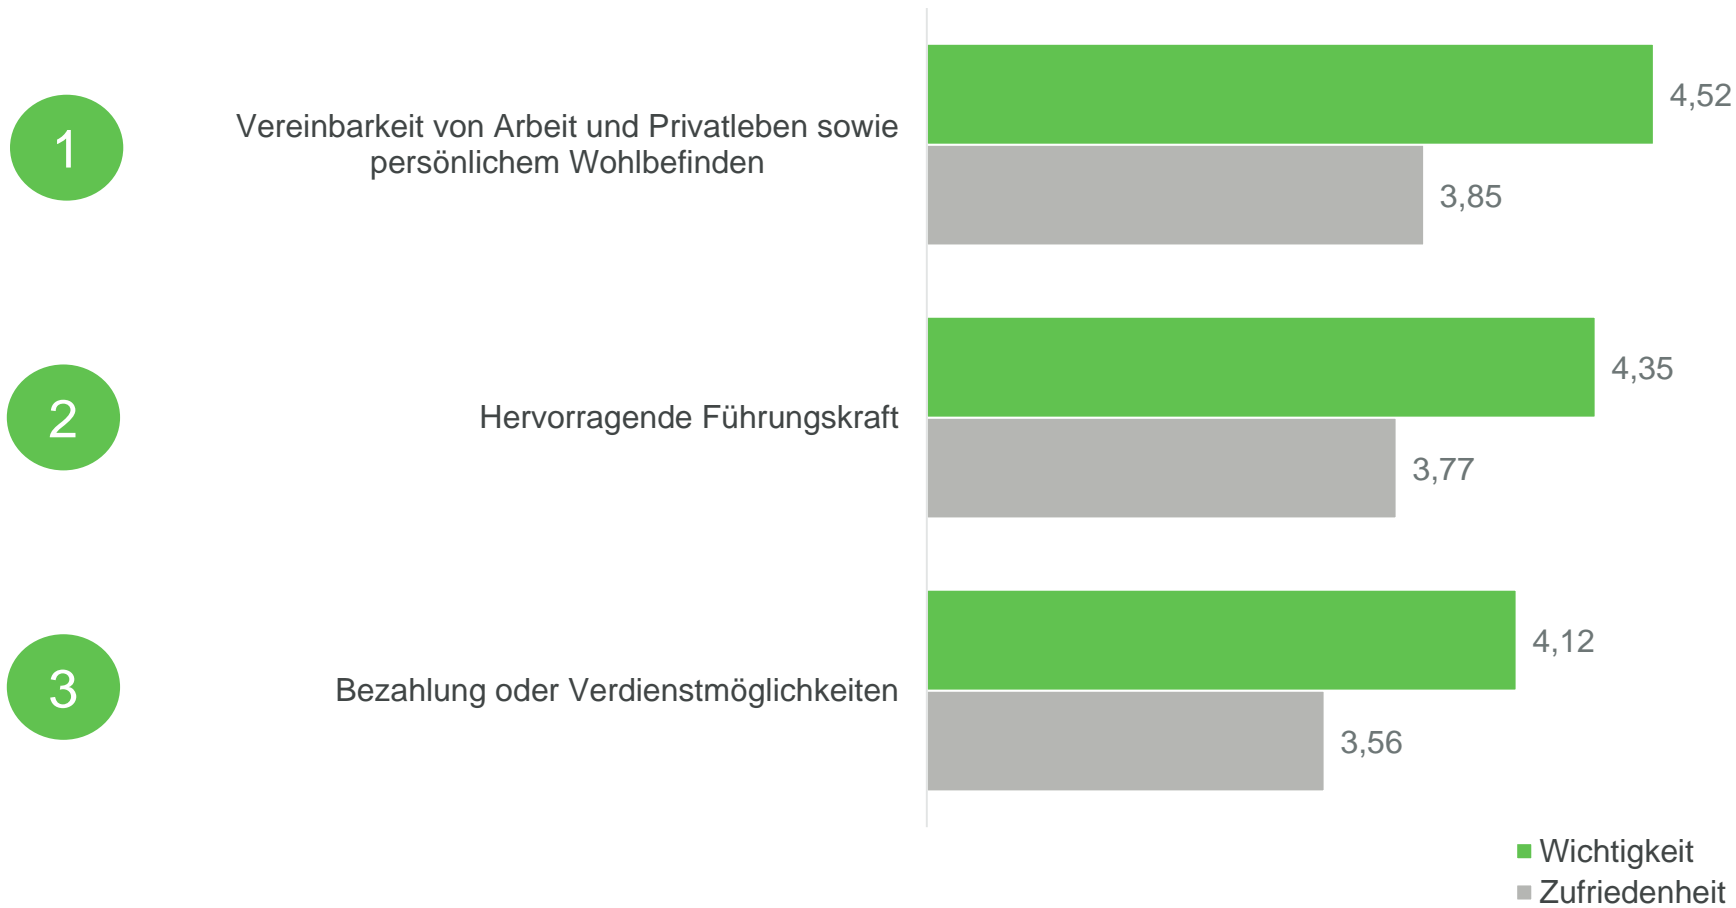 1
Vereinbarkeit von Arbeit und Privatleben sowie
persönlichem Wohlbefinden
4,52
3,85
2
Hervorragende Führungskraft
4,35
3,77
3
Bezahlung oder Verdienstmöglichkeiten
4,12
3,56
Wichtigkeit
Zufriedenheit